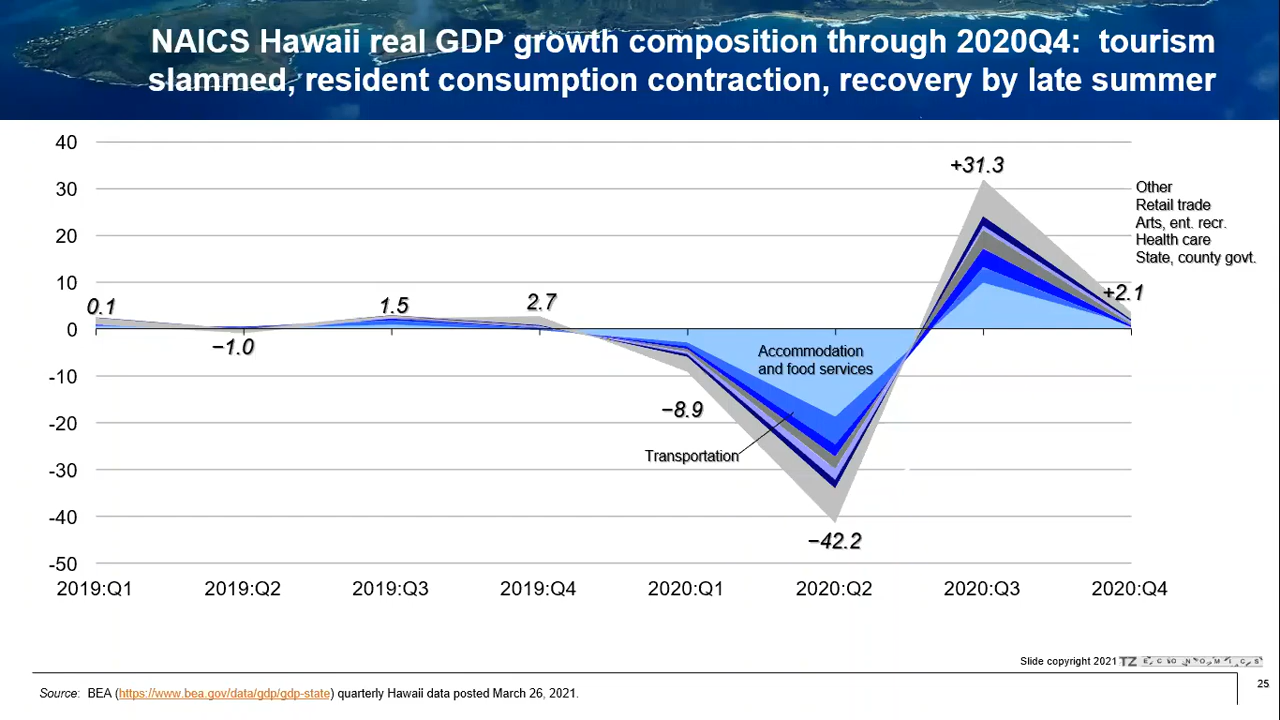 NAICS Hawaii real GDP growth composition through 2020Q4:  tourism
slammed, resident consumption contraction, recovery by late summer
40
30
20
10
0
-10
-20
-30
-40
-50
0.1
−1.0
1.5
2.7
−8.9
−42.2
+31.3
+2.1
Other
Retail trade
Arts, ent. recr.
Health care
State, county govt.
Accommodation
and food services
Transportation
2019:Q1
2019:Q2
2019:Q3
2019:Q4
2020:Q1
2020:Q2
2020:Q3
2020:Q4
Slide copyright 2021 TZ ECONOMICS
Source:  BEA (https://www.bea.gov/data/gdp/gdp-state) quarterly Hawaii data posted March 26, 2021.
25